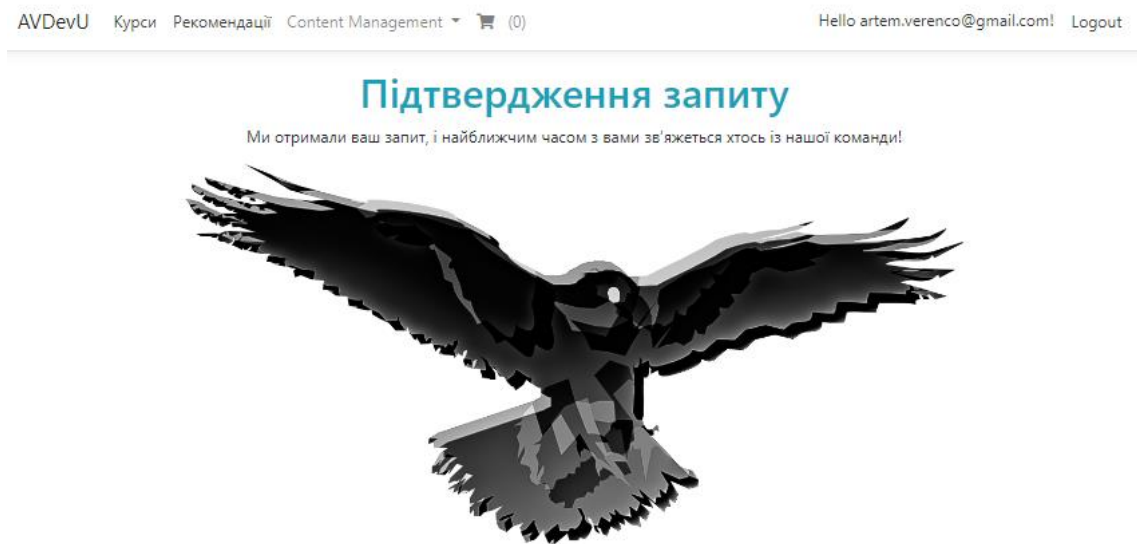 AVDevU Курси Рекомендації Content Management (0) Hello artem.verenco@gmail.com! Logout
Підтвердження запиту
Ми отримали ваш запит, і найближчим часом з вами зв'яжеться хтось із нашої команди!